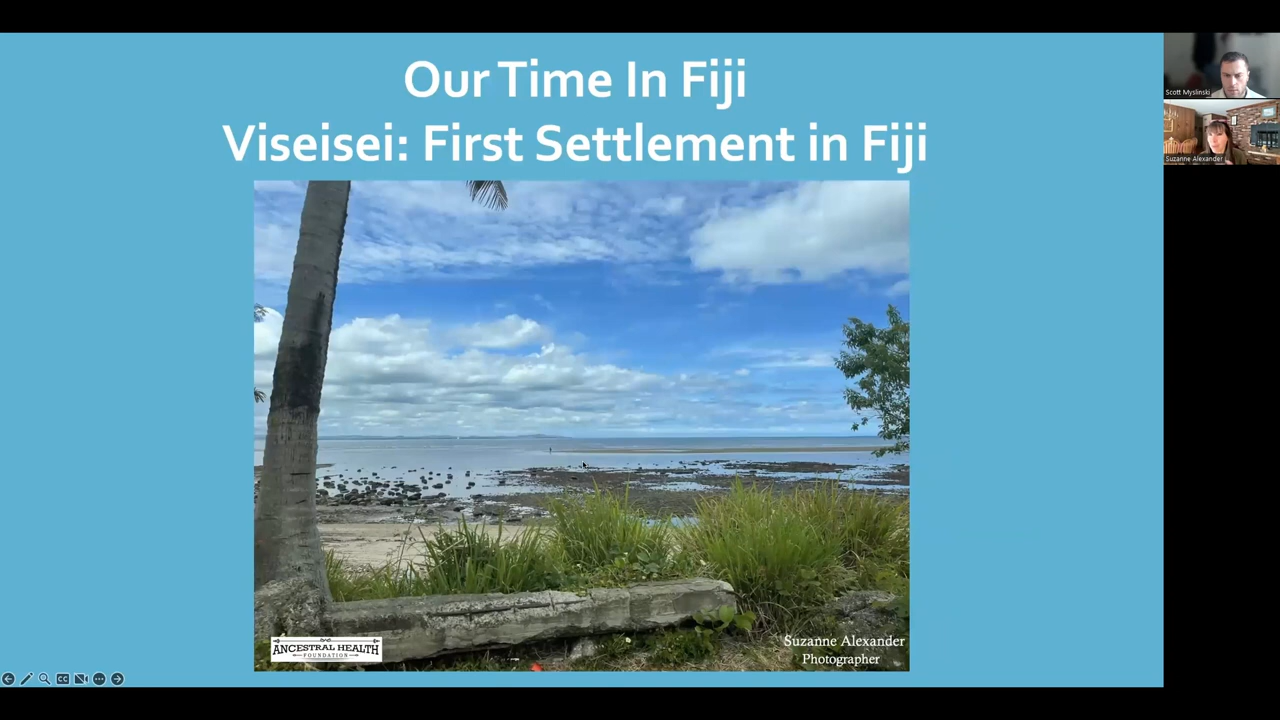 Our Time In Fiji
Viseisei: First Settlement in Fiji
Scott Myslinski
Suzanne Alexander
ANCESTRAL HEALTH
FOUNDATION
Suzanne Alexander
Photographer
CC